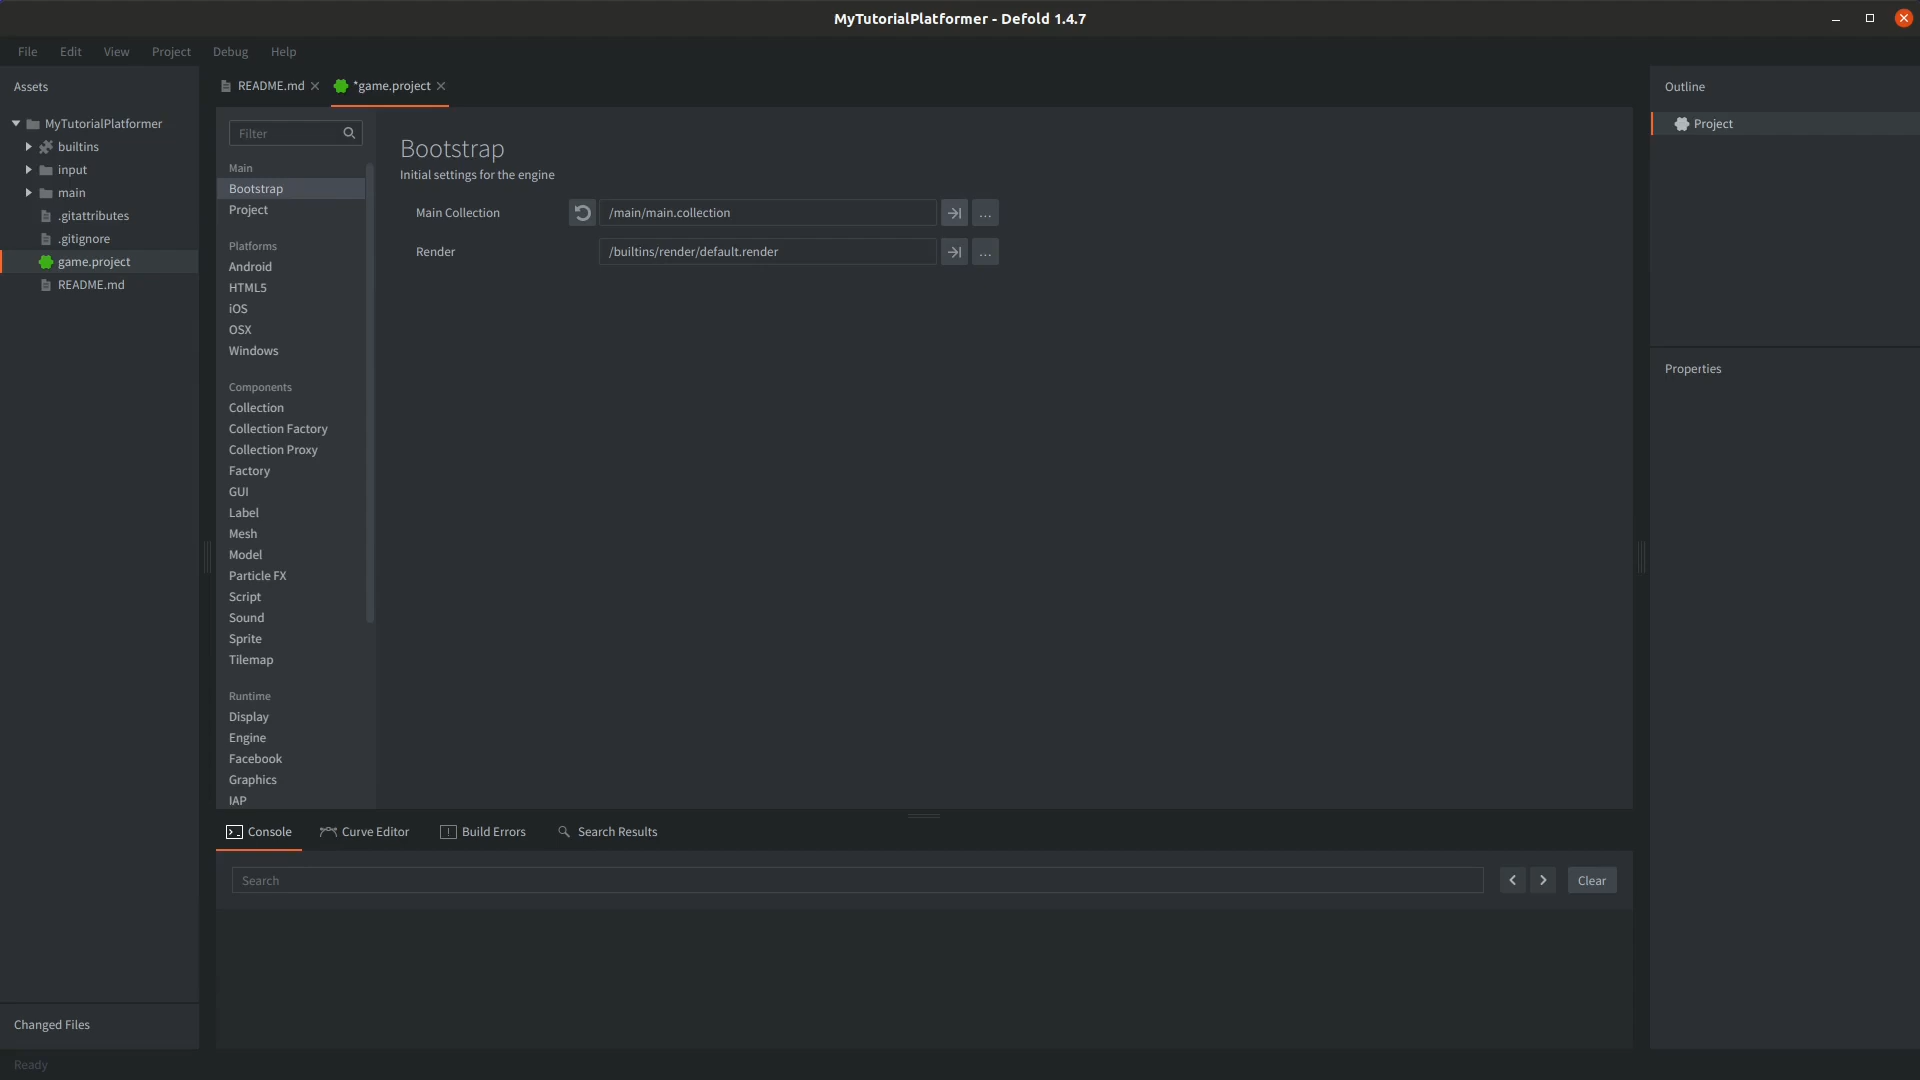 MyTutorialPlatformer - Defold 1.4.7
File Edit View Project Debug Help
Assets
MyTutorialPlatformer
builtins
input
main
.gitattributes
.gitignore
game.project
README.md
Changed Files
Ready
README.md
*game.project
Filter
Main
Bootstrap
Project
Platforms
Android
HTML5
iOS
OSX
Windows
Components
Collection
Collection Factory
Collection Proxy
Factory
GUI
Label
Mesh
Model
Particle FX
Script
Sound
Sprite
Tilemap
Runtime
Display
Engine
Facebook
Graphics
IAP
Bootstrap
Initial settings for the engine
Main Collection /main/main.collection ...
Render /builtins/render/default.render ...
Console Curve Editor Build Errors Search Results
Search Clear
Outline
Project
Properties